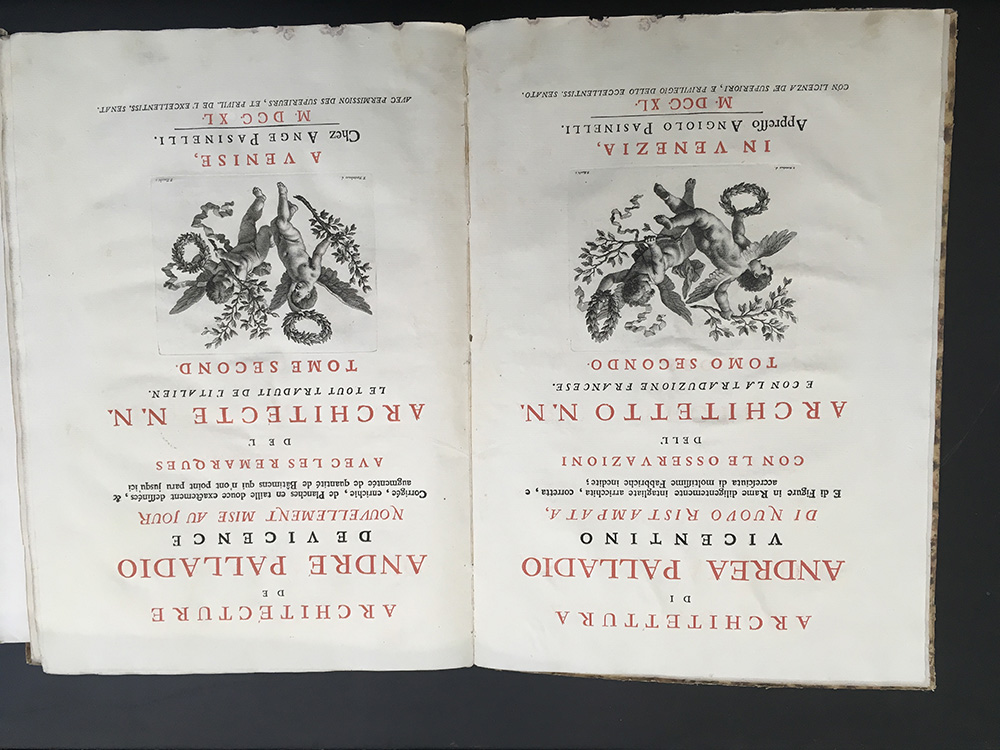 ARCHITETTURA
DI
ANDREA PALLADIO
VICENTINO
DI NUOVO RISTAMPATA,
E di Figure in Rame diligentemente intagliate arricchita, corretta, e
accreſciuta di moltiſſime Fabbriche inedite;
CON LE OSSERVAZIONI
DELL'
ARCHITETTO N. N.
E CON LA TRADUZIONE FRANCESE.
TOMO SECONDO.
IN VENEZIA,
Appreſſo ANGIOLO PASINELLI.
M. DCC. XL.
CON LICENZA DE' SUPERIORI, E PRIVILEGIO DELLO ECCELLENTISS. SENATO.
ARCHITECTURE
DE
ANDRÉ PALLADIO
DE VICENCE
NOUVELLEMENT MISE AU JOUR
Corrigée, enrichie, de Planches en taille douce exactement deſſinées, &
augmentée de quantité de Bâtimens qui n'ont point paru juſqu'ici
AVEC LES REMARQUES
DE L'
ARCHITECTE N. N.
LE TOUT TRADUIT DE L'ITALIEN.
TOME SECOND.
A VENISE,
Chez ANGE PASINELLI.
M. DCC. XL.
AVEC PERMISSION DES SUPERIEURS, ET PRIVIL. DE L'EXCELLENTISS. SENAT.